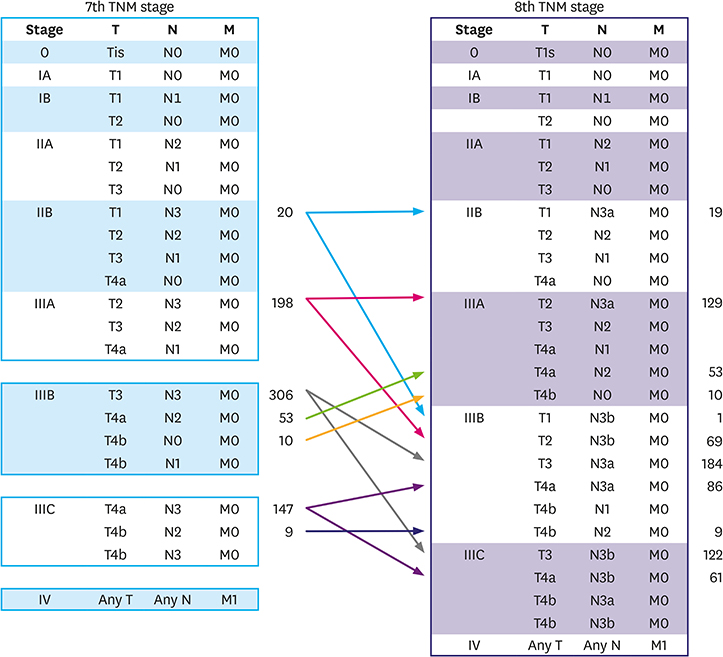 7th TNM stage
Stage T N M
0 Tis N0 M0
IA T1 N0 M0
IB T1 N1 M0
T2 N0 M0
IIA T1 N2 M0
T2 N1 M0
T3 N0 M0
IIB T1 N3 M0 20
T2 N2 M0
T3 N1 M0
T4a N0 M0
IIIA T2 N3 M0 198
T3 N2 M0
T4a N1 M0
IIIB T3 N3 M0 306
T4a N2 M0 53
T4b N0 M0 10
T4b N1 M0
IIIC T4a N3 M0 147
T4b N2 M0 9
T4b N3 M0
IV Any T Any N M1
8th TNM stage
Stage T N M
0 T1s N0 M0
IA T1 N0 M0
IB T1 N1 M0
T2 N0 M0
IIA T1 N2 M0
T2 N1 M0
T3 N0 M0
IIB T1 N3a M0 19
T2 N2 M0
T3 N1 M0
T4a N0 M0
IIIA T2 N3a M0 129
T3 N2 M0
T4a N1 M0
T4a N2 M0 53
T4b N0 M0 10
IIIB T1 N3b M0 1
T2 N3b M0 69
T3 N3a M0 184
T4a N3a M0 86
T4b N1 M0
T4b N2 M0 9
IIIC T3 N3b M0 122
T4a N3b M0 61
T4b N3a M0
T4b N3b M0
IV Any T Any N M1